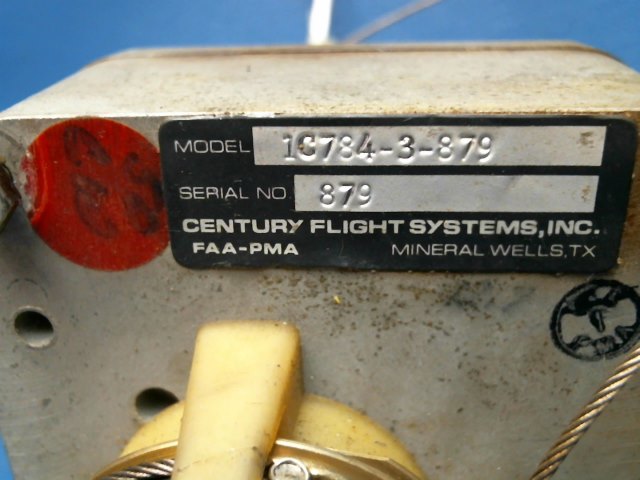 MODEL 1C784-3-879
SERIAL NO 879
CENTURY FLIGHT SYSTEMS, INC.
FAA-PMA MINERAL WELLS, TX